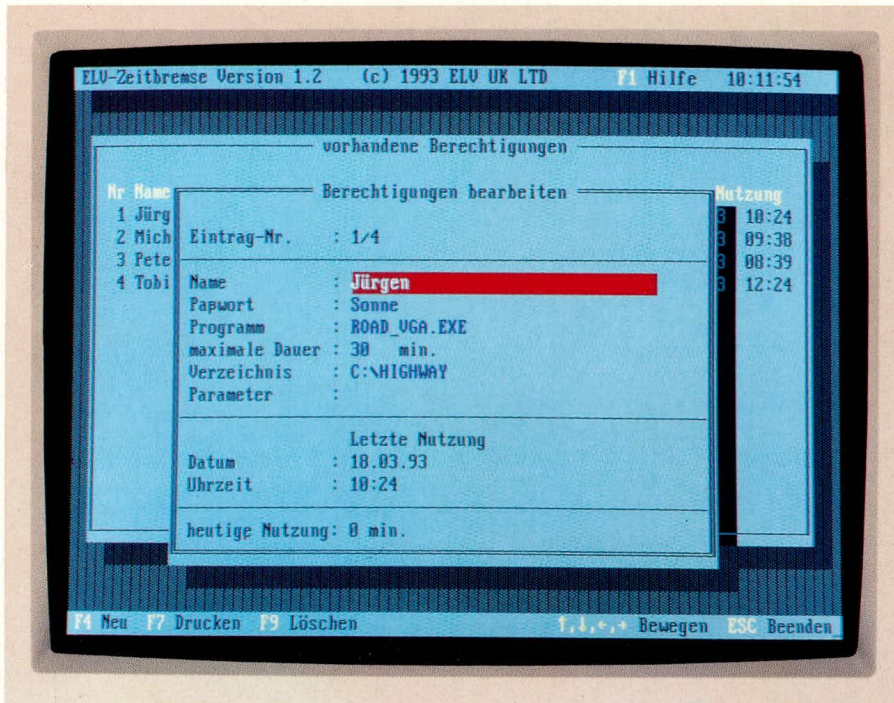 ELV-Zeitbremse Version 1.2 (c) 1993 ELV UK LTD F1 Hilfe 10:11:54
vorhandene Berechtigungen
Nr Name Nutzung
Berechtigungen bearbeiten
1 Jürg 3 10:24
2 Mich 3 09:38
3 Pete 3 08:39
4 Tobi 3 12:24
Eintrag-Nr. : 1/4
Name : Jürgen
Paßwort : Sonne
Programm : ROAD_VGA.EXE
maximale Dauer : 30 min.
Verzeichnis : C:\HIGHWAY
Parameter :
Letzte Nutzung
Datum : 18.03.93
Uhrzeit : 10:24
heutige Nutzung: 0 min.
F4 Neu F7 Drucken F9 Löschen ↑,↓,←,→ Bewegen ESC Beenden